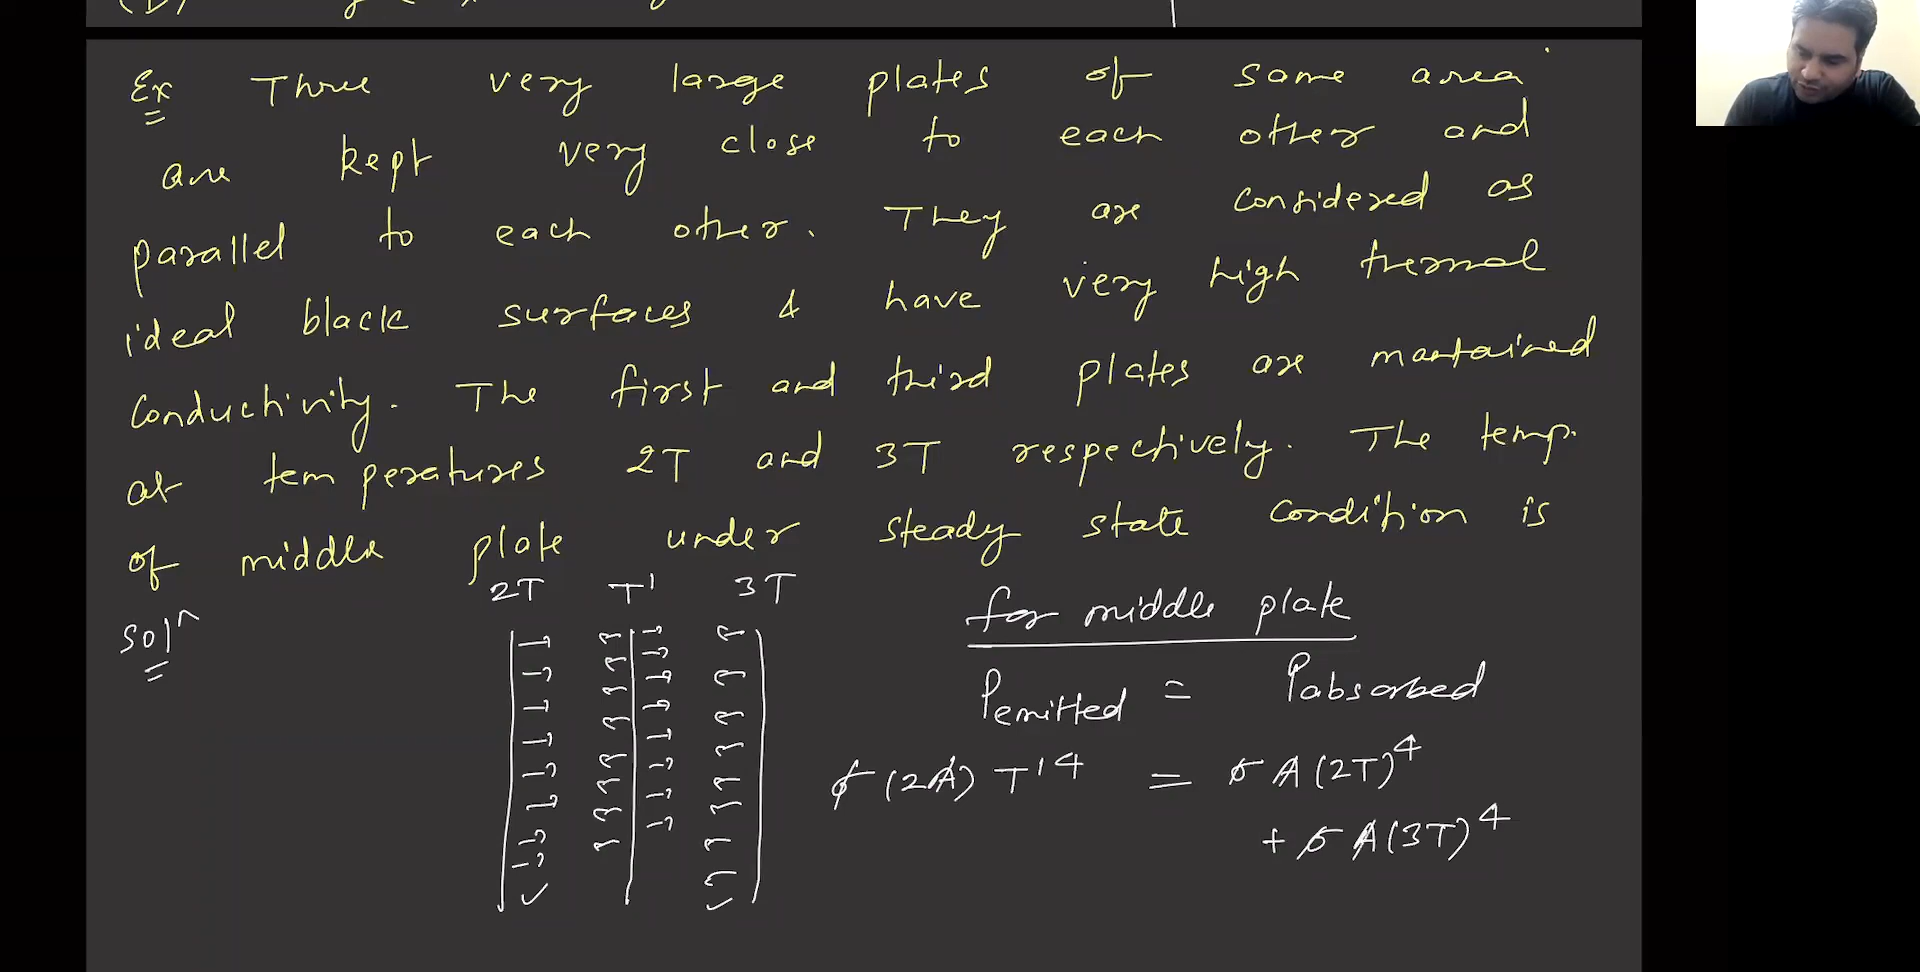 Ex Three very large plates of same area
are kept very close to each other and
parallel to each other. They are considered as
ideal black surfaces & have very high thermal
conductivity. The first and third plates are mantained
at temperatures 2T and 3T respectively. The temp.
of middle plate under steady state condition is
2T T' 3T
Solⁿ
for middle plate
Pemitted = Pabsorbed
σ(2A) T'⁴ = σA(2T)⁴
+ σA(3T)⁴